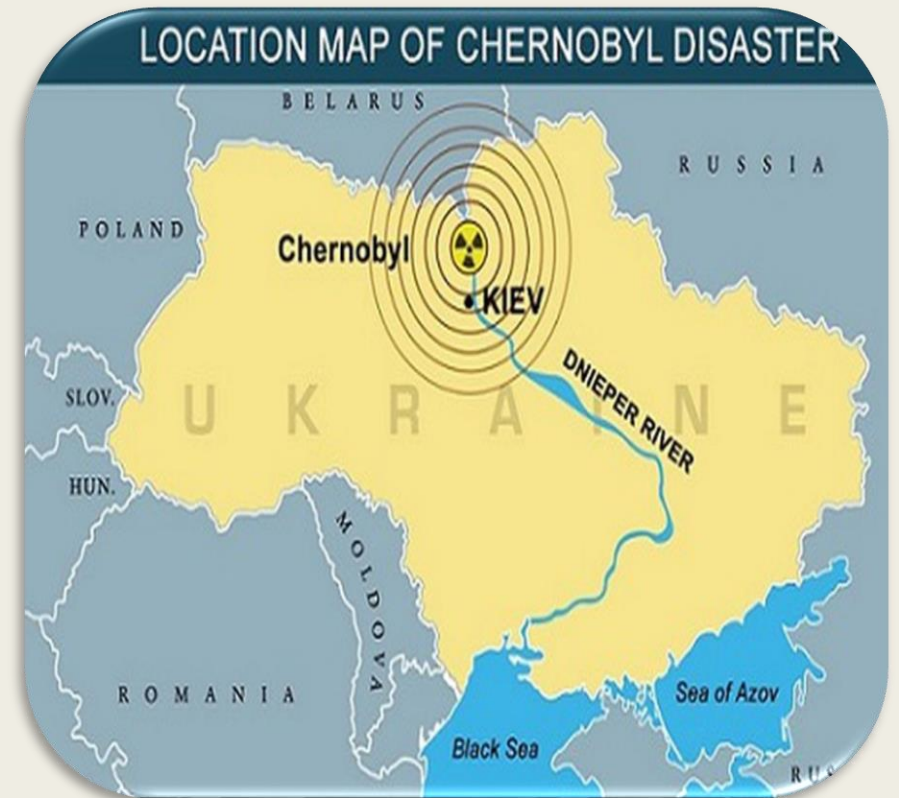 LOCATION MAP OF CHERNOBYL DISASTER
BELARUS
RUSSIA
POLAND
Chernobyl
KIEV
DNIEPER RIVER
SLOV.
UKRAINE
HUN.
MOLDOVA
ROMANIA
Sea of Azov
Black Sea
RUS